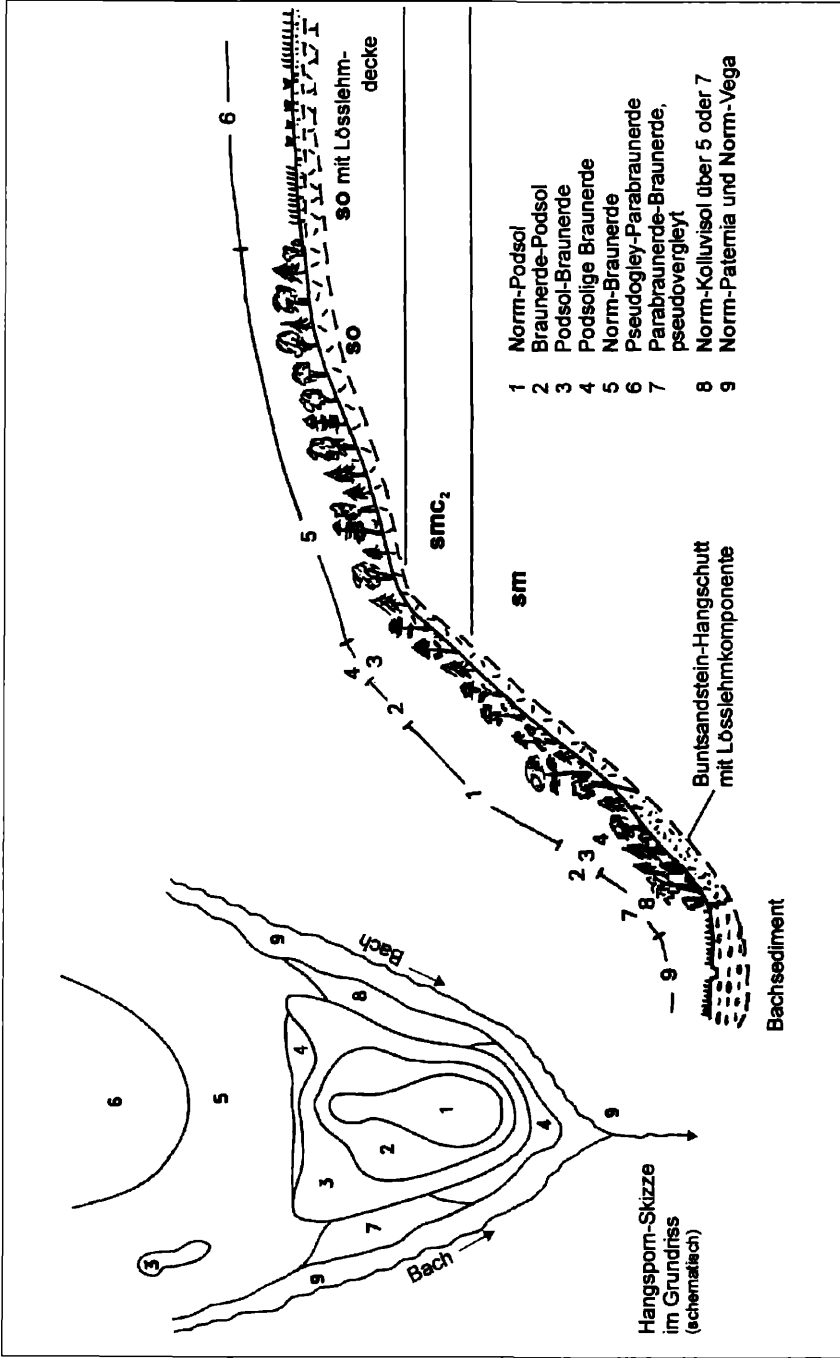 6
5
4
3
2
1
2
3
4
7
8
9
so mit Lösslehm-
decke
so
smc₂
sm
Buntsandstein-Hangschutt
mit Lösslehmkomponente
Bachsediment
1 Norm-Podsol
2 Braunerde-Podsol
3 Podsol-Braunerde
4 Podsolige Braunerde
5 Norm-Braunerde
6 Pseudogley-Parabraunerde
7 Parabraunerde-Braunerde,
pseudovergleyt
8 Norm-Kolluvisol über 5 oder 7
9 Norm-Paternia und Norm-Vega
6
5
3
4
3
2
1
4
7
8
9
9
9
Bach
Bach
Hangsporn-Skizze
im Grundriss
(schematisch)